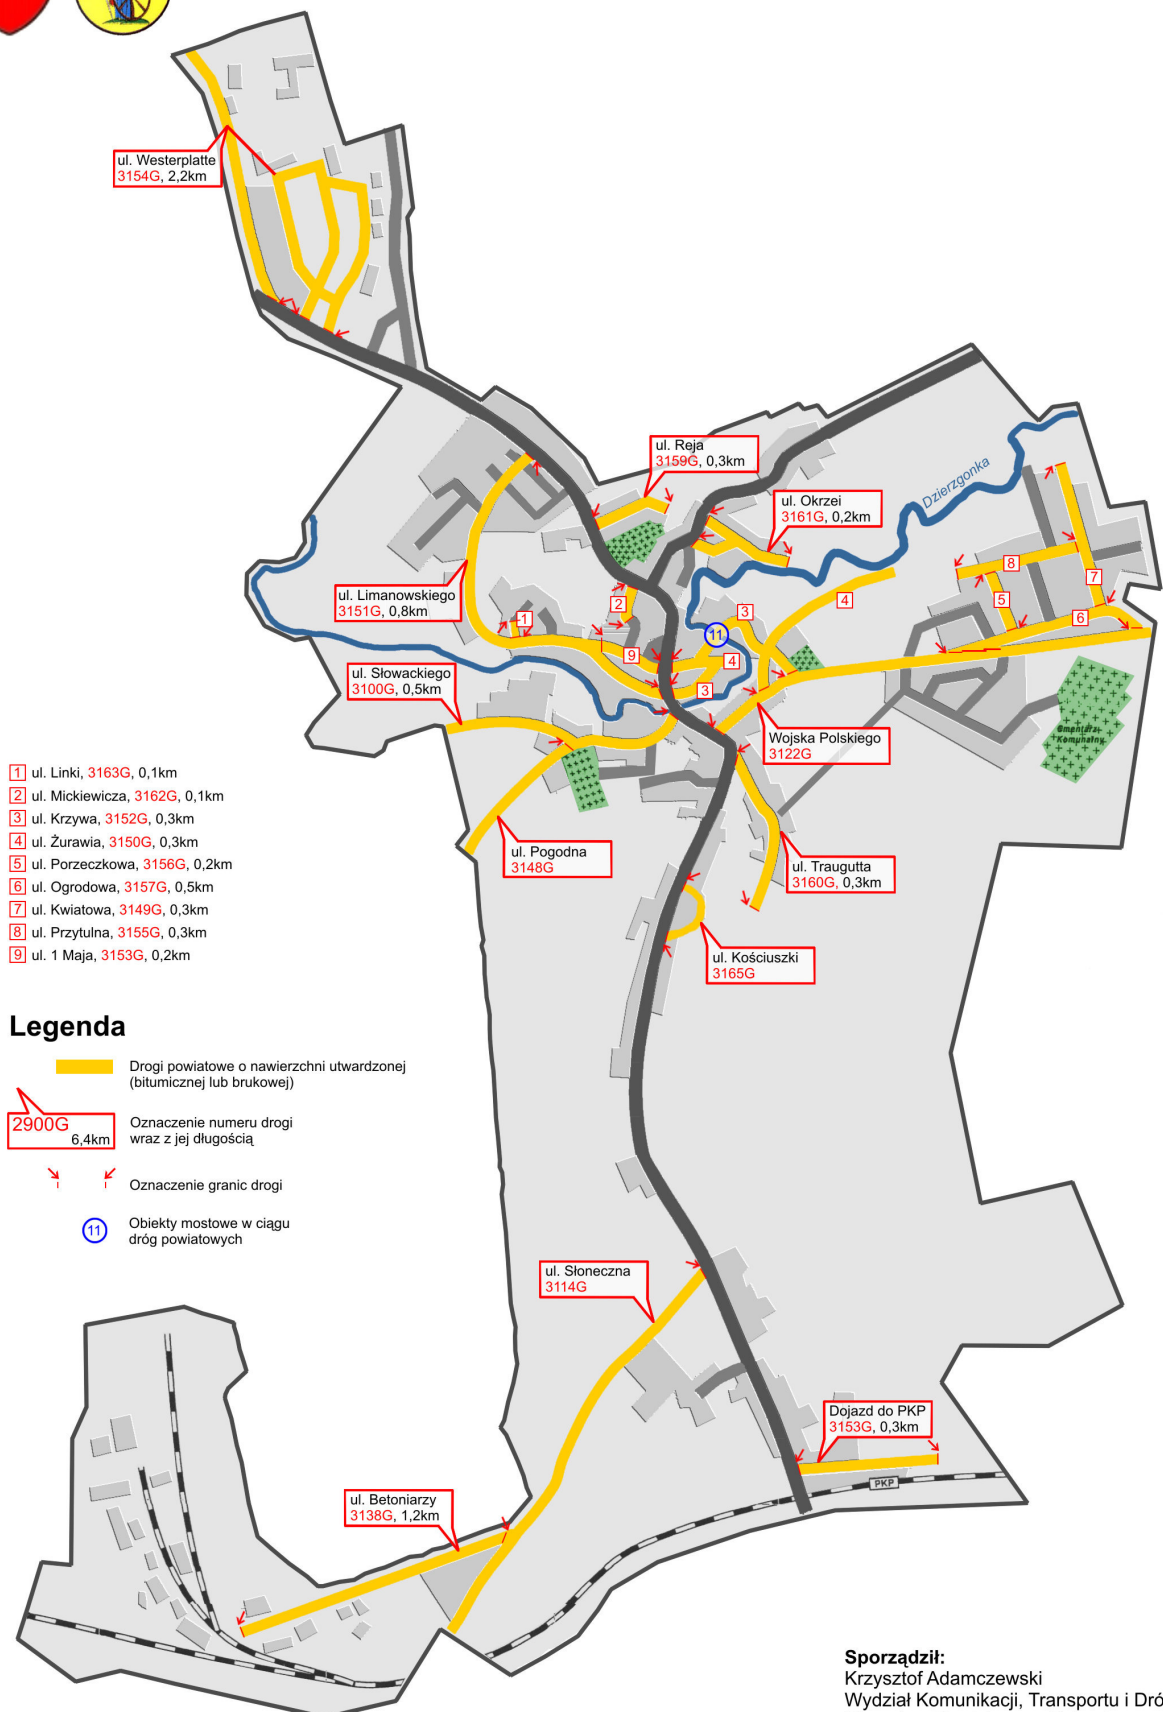 ul. Westerplatte
3154G, 2,2km
ul. Reja
3159G, 0,3km
ul. Okrzei
3161G, 0,2km
Dzierzgonka
ul. Limanowskiego
3151G, 0,8km
ul. Słowackiego
3100G, 0,5km
Wojska Polskiego
3122G
Cmentarz
Komunalny
1
2
3
4
8
7
5
6
11
9
4
3
1 ul. Linki, 3163G, 0,1km
2 ul. Mickiewicza, 3162G, 0,1km
3 ul. Krzywa, 3152G, 0,3km
4 ul. Żurawia, 3150G, 0,3km
5 ul. Porzeczkowa, 3156G, 0,2km
6 ul. Ogrodowa, 3157G, 0,5km
7 ul. Kwiatowa, 3149G, 0,3km
8 ul. Przytulna, 3155G, 0,3km
9 ul. 1 Maja, 3153G, 0,2km
ul. Pogodna
3148G
ul. Traugutta
3160G, 0,3km
ul. Kościuszki
3165G
Legenda
Drogi powiatowe o nawierzchni utwardzonej
(bitumicznej lub brukowej)
2900G
6,4km
Oznaczenie numeru drogi
wraz z jej długością
Oznaczenie granic drogi
11
Obiekty mostowe w ciągu
dróg powiatowych
ul. Słoneczna
3114G
Dojazd do PKP
3153G, 0,3km
PKP
ul. Betoniarzy
3138G, 1,2km
Sporządził:
Krzysztof Adamczewski
Wydział Komunikacji, Transportu i Dró